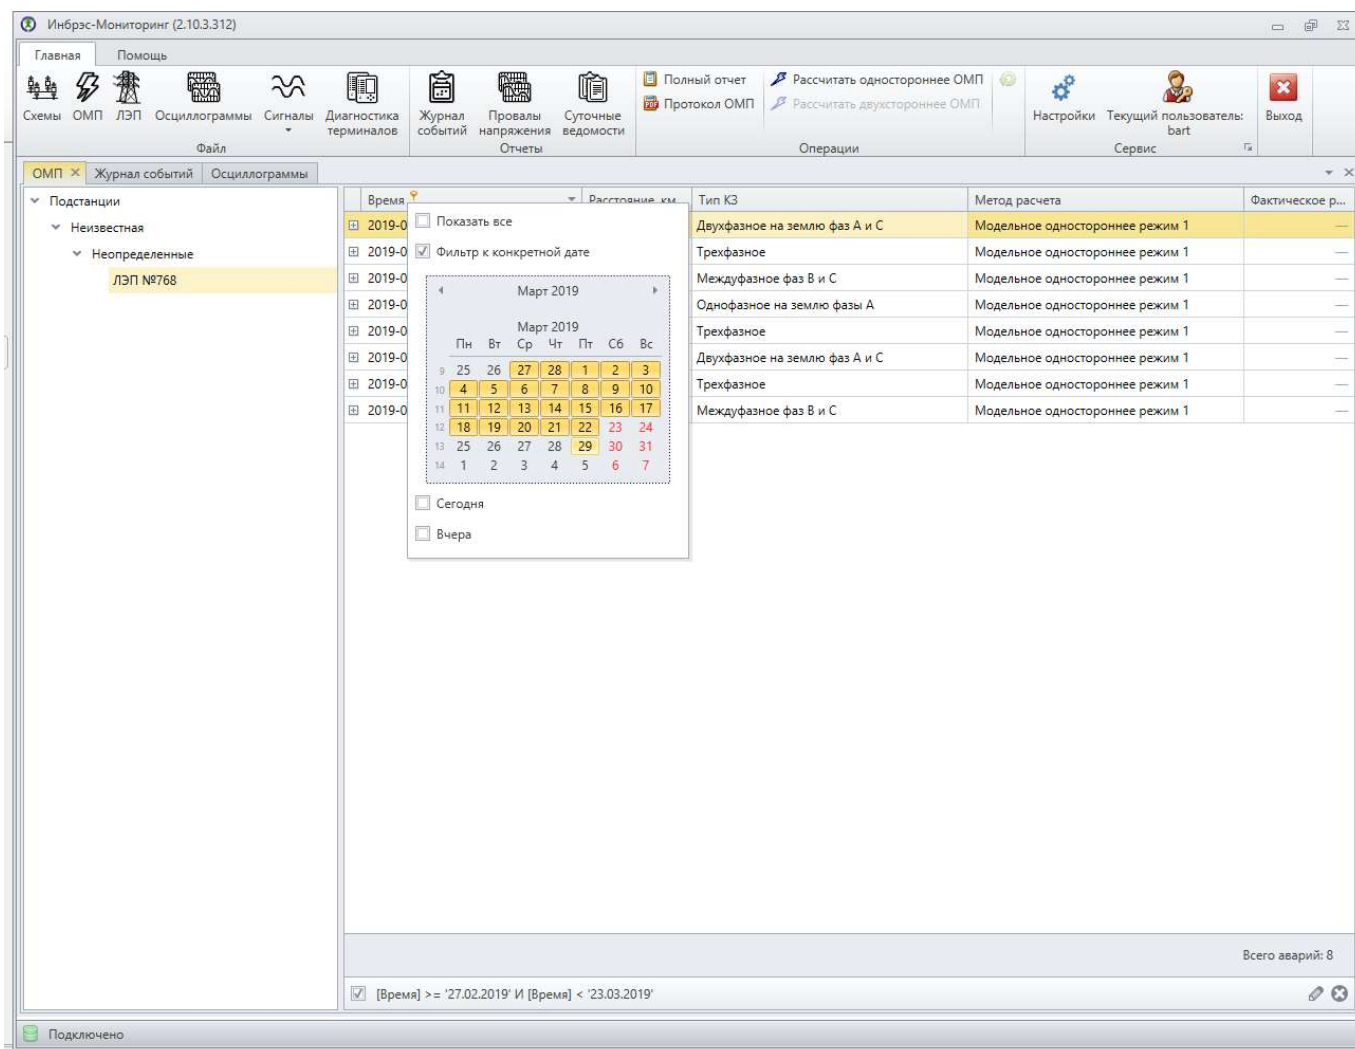 Инбрэс-Мониторинг (2.10.3.312)
Главная Помощь
Схемы ОМП ЛЭП Осциллограммы Сигналы Диагностика терминалов Журнал событий Провалы напряжения Суточные ведомости
Полный отчет Рассчитать одностороннее ОМП
Протокол ОМП Рассчитать двухстороннее ОМП
Настройки Текущий пользователь: bart Выход
Файл Отчеты Операции Сервис
ОМП Журнал событий Осциллограммы
Подстанции
Неизвестная
Неопределенные
ЛЭП №768
Время Расстояние, км Тип КЗ Метод расчета Фактическое р...
2019-0 Двухфазное на землю фаз А и С Модельное одностороннее режим 1 —
2019-0 Трехфазное Модельное одностороннее режим 1 —
2019-0 Междуфазное фаз В и С Модельное одностороннее режим 1 —
2019-0 Однофазное на землю фазы А Модельное одностороннее режим 1 —
2019-0 Трехфазное Модельное одностороннее режим 1 —
2019-0 Двухфазное на землю фаз А и С Модельное одностороннее режим 1 —
2019-0 Трехфазное Модельное одностороннее режим 1 —
2019-0 Междуфазное фаз В и С Модельное одностороннее режим 1 —
Показать все
Фильтр к конкретной дате
Март 2019
Март 2019
Пн Вт Ср Чт Пт Сб Вс
9 25 26 27 28 1 2 3
10 4 5 6 7 8 9 10
11 11 12 13 14 15 16 17
12 18 19 20 21 22 23 24
13 25 26 27 28 29 30 31
14 1 2 3 4 5 6 7
Сегодня
Вчера
Всего аварий: 8
[Время] >= '27.02.2019' И [Время] < '23.03.2019'
Подключено